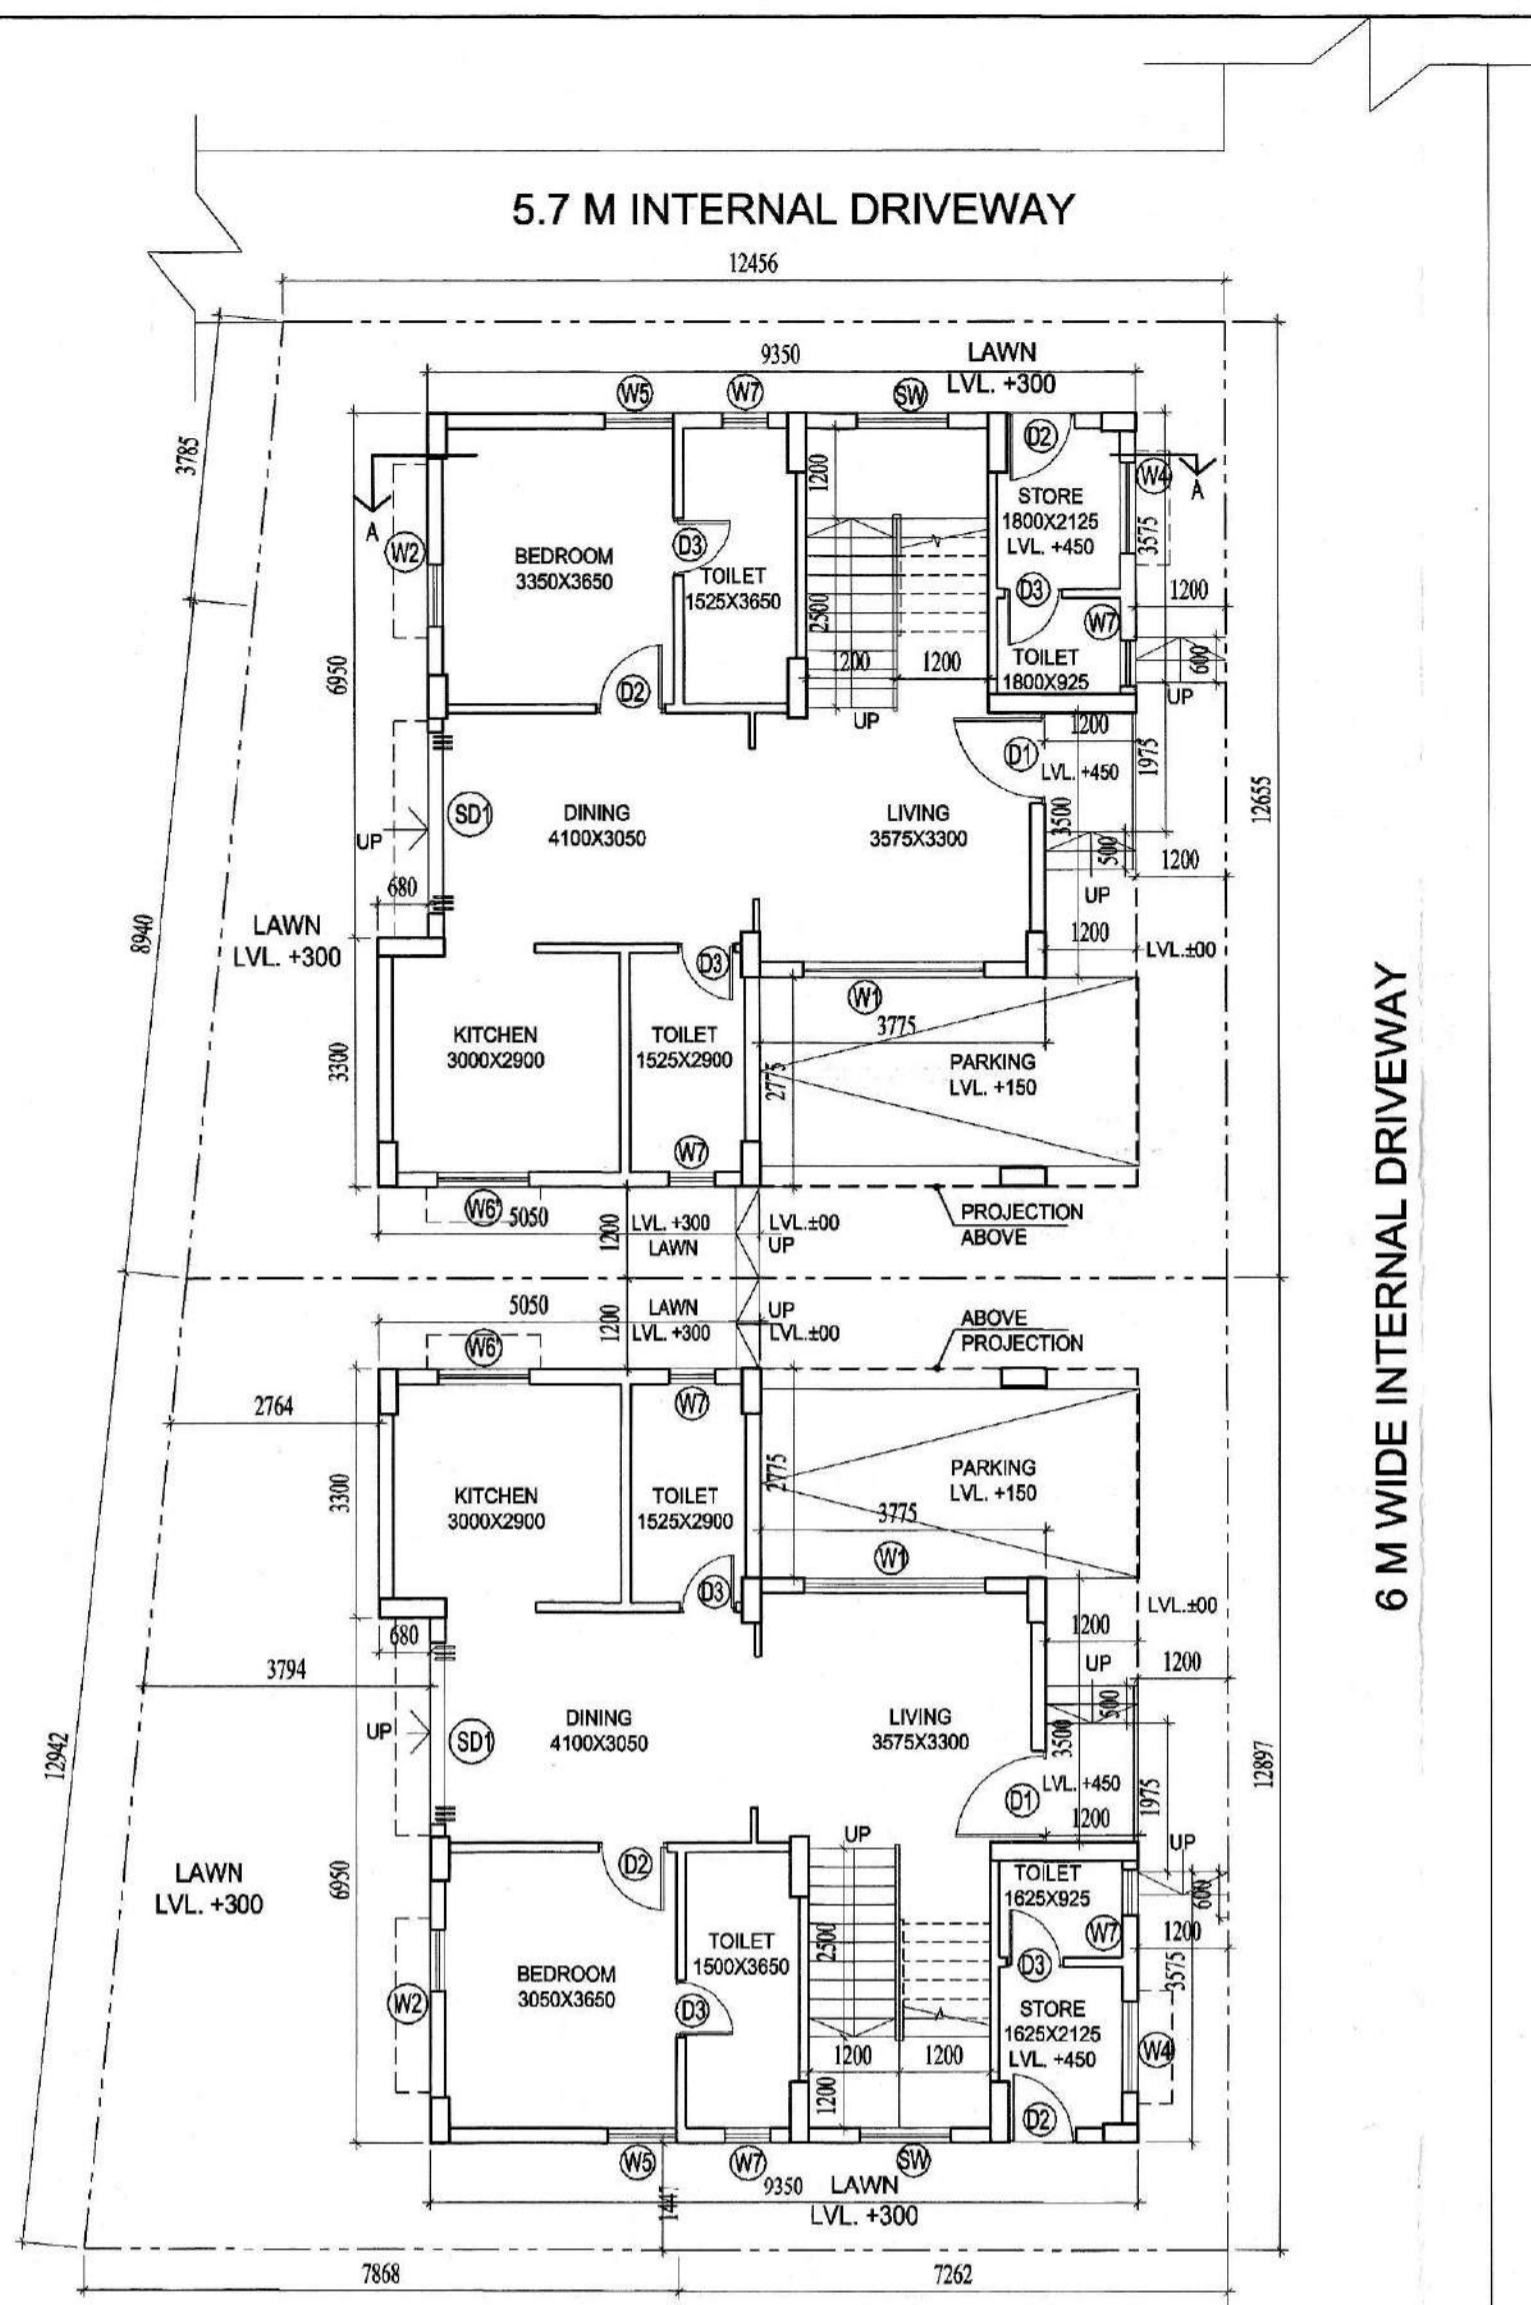 5.7 M INTERNAL DRIVEWAY
12456
9350
LAWN
LVL. +300
W5
W7
SW
D2
W4
A
A
3785
1200
STORE
1800X2125
LVL. +450
3575
W2
BEDROOM
3350X3650
D3
TOILET
1525X3650
D3
1200
2500
W7
6950
1200
1200
TOILET
1800X925
600
D2
UP
UP
1200
D1
LVL. +450
1975
SD1
DINING
4100X3050
LIVING
3575X3300
3500
12655
UP
500
1200
680
UP
8940
LAWN
LVL. +300
1200
LVL.±00
D3
W1
3775
KITCHEN
3000X2900
TOILET
1525X2900
PARKING
LVL. +150
3300
2775
W7
W6'
5050
1200
LVL. +300
LAWN
LVL.±00
UP
PROJECTION
ABOVE
6 M WIDE INTERNAL DRIVEWAY
5050
1200
LAWN
LVL. +300
UP
LVL.±00
ABOVE
PROJECTION
W6'
W7
2764
2775
PARKING
LVL. +150
3300
KITCHEN
3000X2900
TOILET
1525X2900
3775
W1
D3
LVL.±00
680
1200
UP
1200
3794
500
UP
SD1
DINING
4100X3050
LIVING
3575X3300
3500
12942
12897
D1
LVL. +450
1975
1200
UP
UP
D2
LAWN
LVL. +300
6950
TOILET
1625X925
600
W7
1200
2500
TOILET
1500X3650
BEDROOM
3050X3650
D3
3575
W2
D3
STORE
1625X2125
LVL. +450
W4
1200
1200
1200
D2
W5
W7
SW
9350
LAWN
LVL. +300
7868
7262